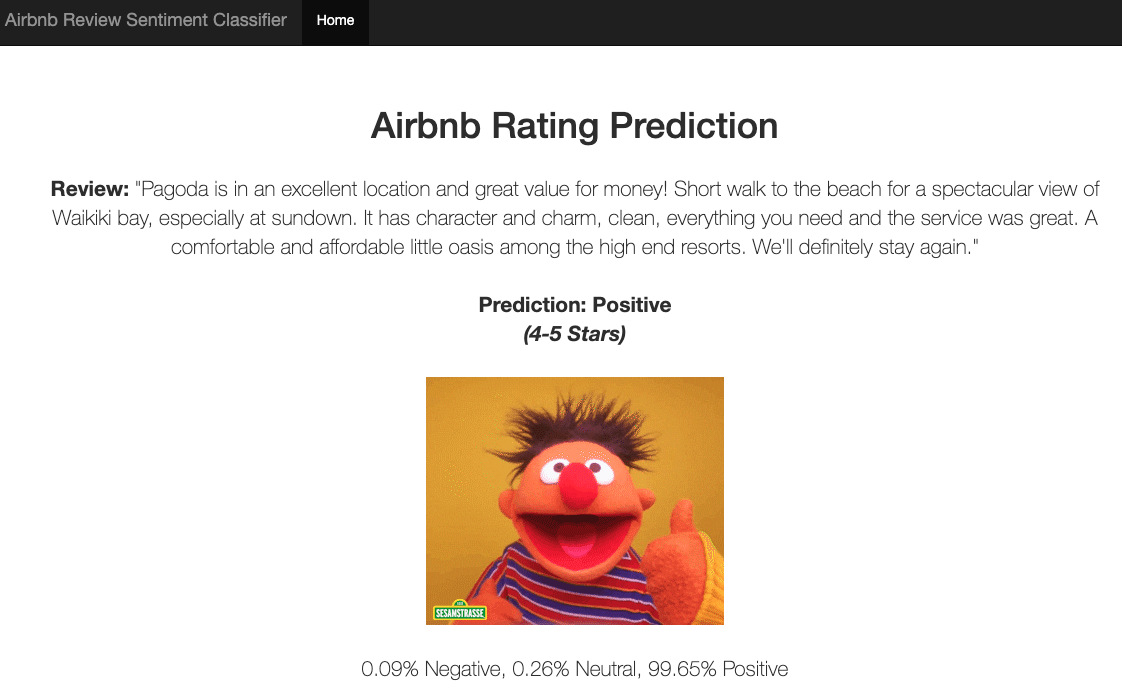 Airbnb Review Sentiment Classifier Home
Airbnb Rating Prediction
Review: "Pagoda is in an excellent location and great value for money! Short walk to the beach for a spectacular view of
Waikiki bay, especially at sundown. It has character and charm, clean, everything you need and the service was great. A
comfortable and affordable little oasis among the high end resorts. We'll definitely stay again."
Prediction: Positive
(4-5 Stars)
SESAMSTRASSE
0.09% Negative, 0.26% Neutral, 99.65% Positive